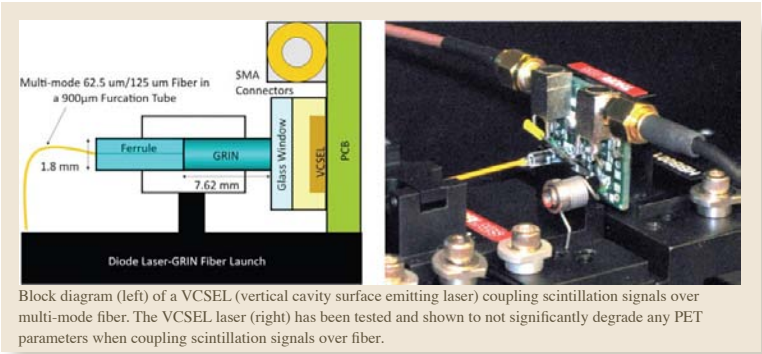 Multi-mode 62.5 um/125 um Fiber in
a 900µm Furcation Tube
SMA
Connectors
1.8 mm
Ferrule
GRIN
7.62 mm
Glass Window
VCSEL
PCB
Diode Laser-GRIN Fiber Launch
Block diagram (left) of a VCSEL (vertical cavity surface emitting laser) coupling scintillation signals over
multi-mode fiber. The VCSEL laser (right) has been tested and shown to not significantly degrade any PET
parameters when coupling scintillation signals over fiber.